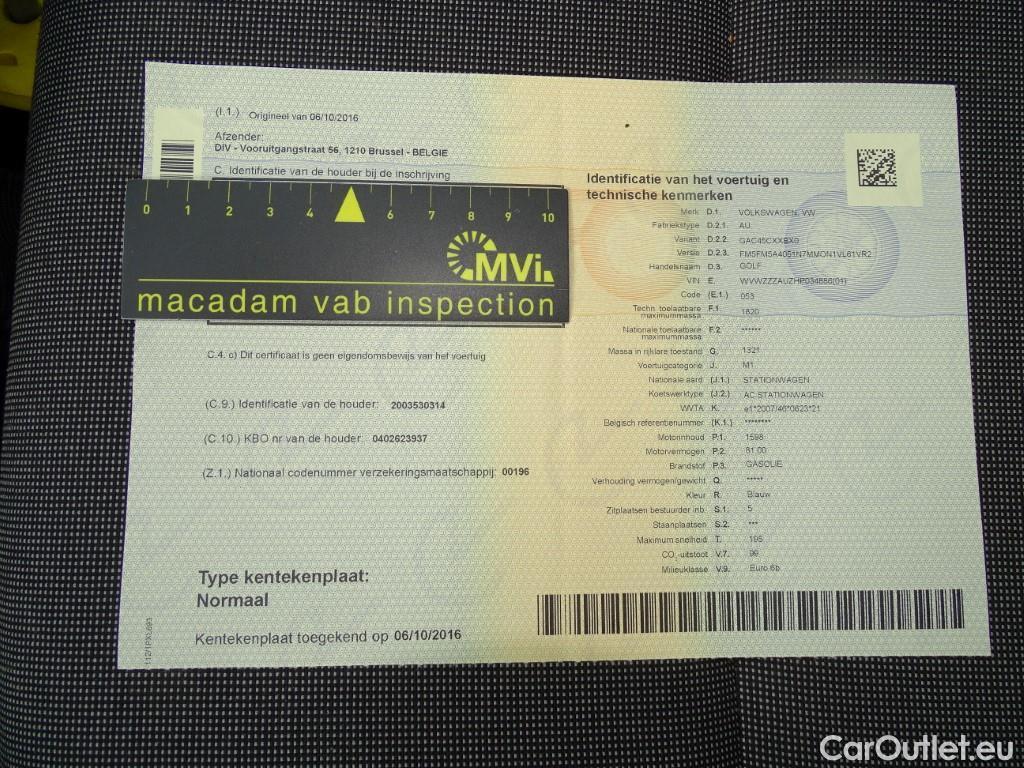 (I.1.) Origineel van 06/10/2016
Afzender:
DIV - Vooruitgangstraat 56, 1210 Brussel - BELGIE
C. Identificatie van de houder bij de inschrijving
0 1 2 3 4 6 7 8 9 10
MVi.
macadam vab inspection
C.4. c) Dit certificaat is geen eigendomsbewijs van het voertuig
(C.9.) Identificatie van de houder: 2003530314
(C.10.) KBO nr van de houder: 0402623937
(Z.1.) Nationaal codenummer verzekeringsmaatschappij: 00196
Type kentekenplaat:
Normaal
Kentekenplaat toegekend op 06/10/2016
Identificatie van het voertuig en
technische kenmerken
Merk D.1. VOLKSWAGEN, VW
Fabriekstype D.2.1. AU
Variant D.2.2.
Versie D.2.3.
Handelsnaam D.3. GOLF
VIN E.
Code (E.1.) 053
Techn. toelaatbare F.1. 1820
maximummassa
Nationale toelaatbare F.2. ******
maximummassa
Massa in rijklare toestand G. 1321
Voertuigcategorie J. M1
Nationale aard (J.1.) STATIONWAGEN
Koetswerktype (J.2.) AC STATIONWAGEN
WVTA K. e1*2007/46*0623*21
Belgisch referentienummer (K.1.) ********
Motorinhoud P.1. 1598
Motorvermogen P.2. 81.00
Brandstof P.3. GASOLIE
Verhouding vermogen/gewicht Q. *****
Kleur R. Blauw
Zitplaatsen bestuurder inb. S.1. 5
Staanplaatsen S.2. ***
Maximum snelheid T. 195
CO₂-uitstoot V.7. 99
Milieuklasse V.9. Euro 6b
CarOutlet.eu